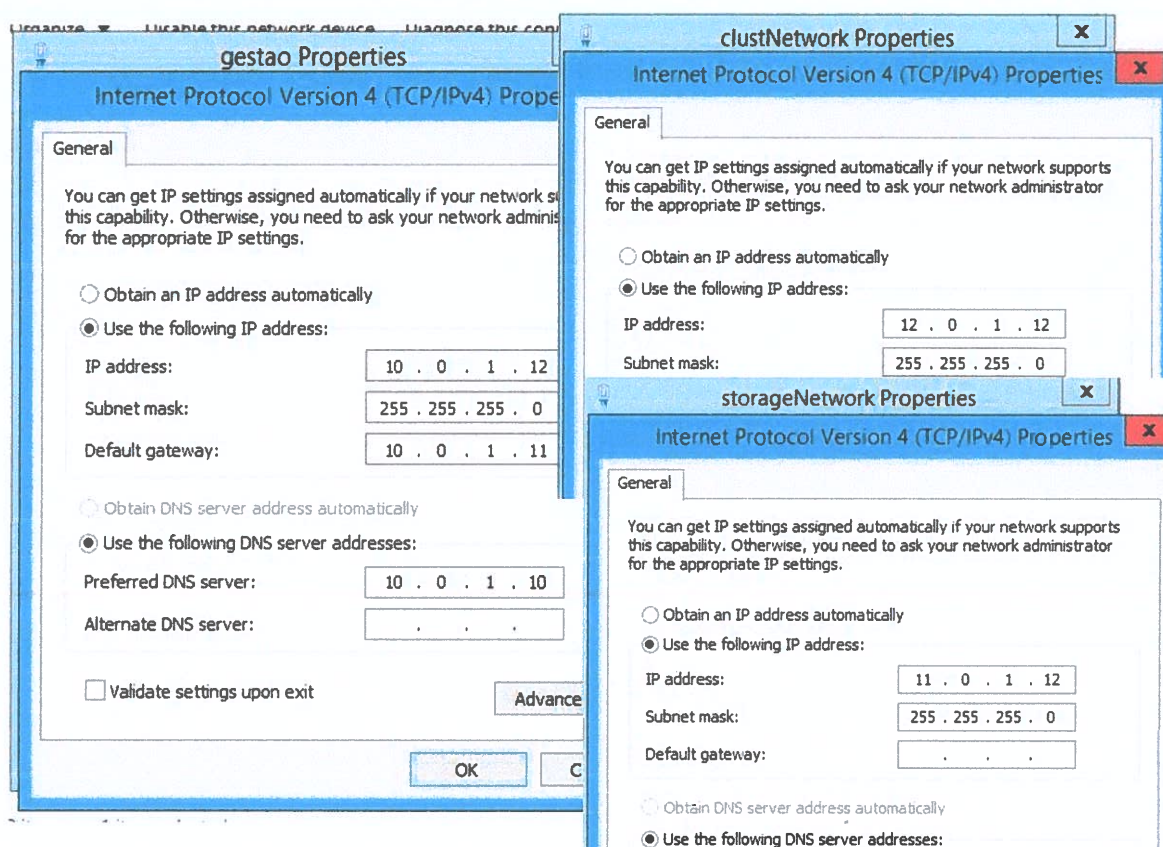 Organize ▼ Disable this network device Diagnose this con
gestao Properties
Internet Protocol Version 4 (TCP/IPv4) Prope
General
You can get IP settings assigned automatically if your network s
this capability. Otherwise, you need to ask your network adminis
for the appropriate IP settings.
Obtain an IP address automatically
Use the following IP address:
IP address: 10 . 0 . 1 . 12
Subnet mask: 255 . 255 . 255 . 0
Default gateway: 10 . 0 . 1 . 11
Obtain DNS server address automatically
Use the following DNS server addresses:
Preferred DNS server: 10 . 0 . 1 . 10
Alternate DNS server: . . .
Validate settings upon exit
Advance
OK C
clustNetwork Properties x
Internet Protocol Version 4 (TCP/IPv4) Properties x
General
You can get IP settings assigned automatically if your network supports
this capability. Otherwise, you need to ask your network administrator
for the appropriate IP settings.
Obtain an IP address automatically
Use the following IP address:
IP address: 12 . 0 . 1 . 12
Subnet mask: 255 . 255 . 255 . 0
storageNetwork Properties x
Internet Protocol Version 4 (TCP/IPv4) Properties x
General
You can get IP settings assigned automatically if your network supports
this capability. Otherwise, you need to ask your network administrator
for the appropriate IP settings.
Obtain an IP address automatically
Use the following IP address:
IP address: 11 . 0 . 1 . 12
Subnet mask: 255 . 255 . 255 . 0
Default gateway: . . .
Obtain DNS server address automatically
Use the following DNS server addresses: